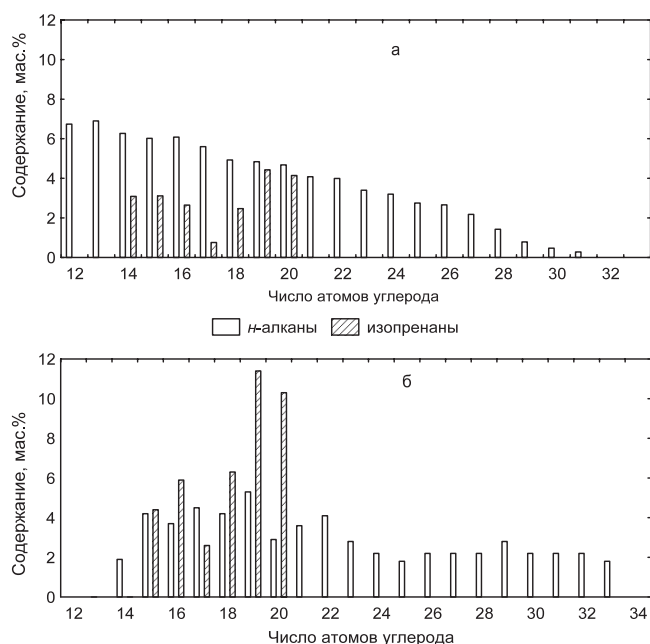 Содержание, мас.%
12
10
8
6
4
2
0
а
12 14 16 18 20 22 24 26 28 30 32
Число атомов углерода
н-алканы изопренаны
Содержание, мас.%
12
10
8
6
4
2
0
б
12 14 16 18 20 22 24 26 28 30 32 34
Число атомов углерода